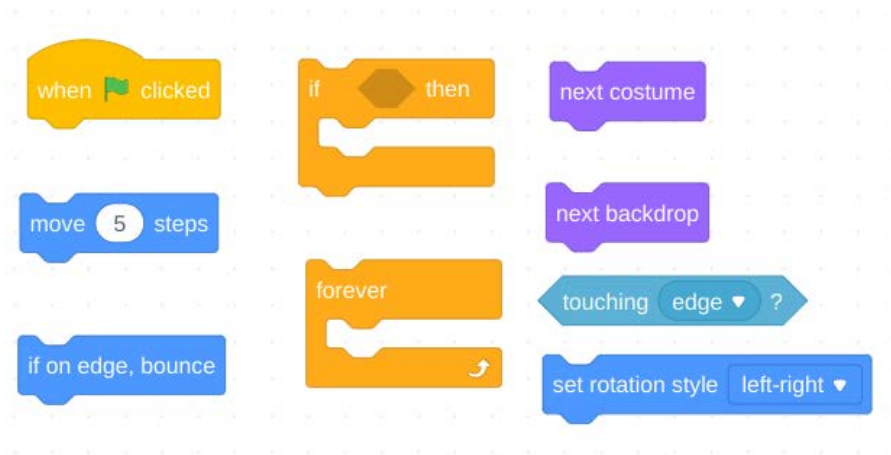 when clicked
move 5 steps
if on edge, bounce
if then
forever
next costume
next backdrop
touching edge ?
set rotation style left-right